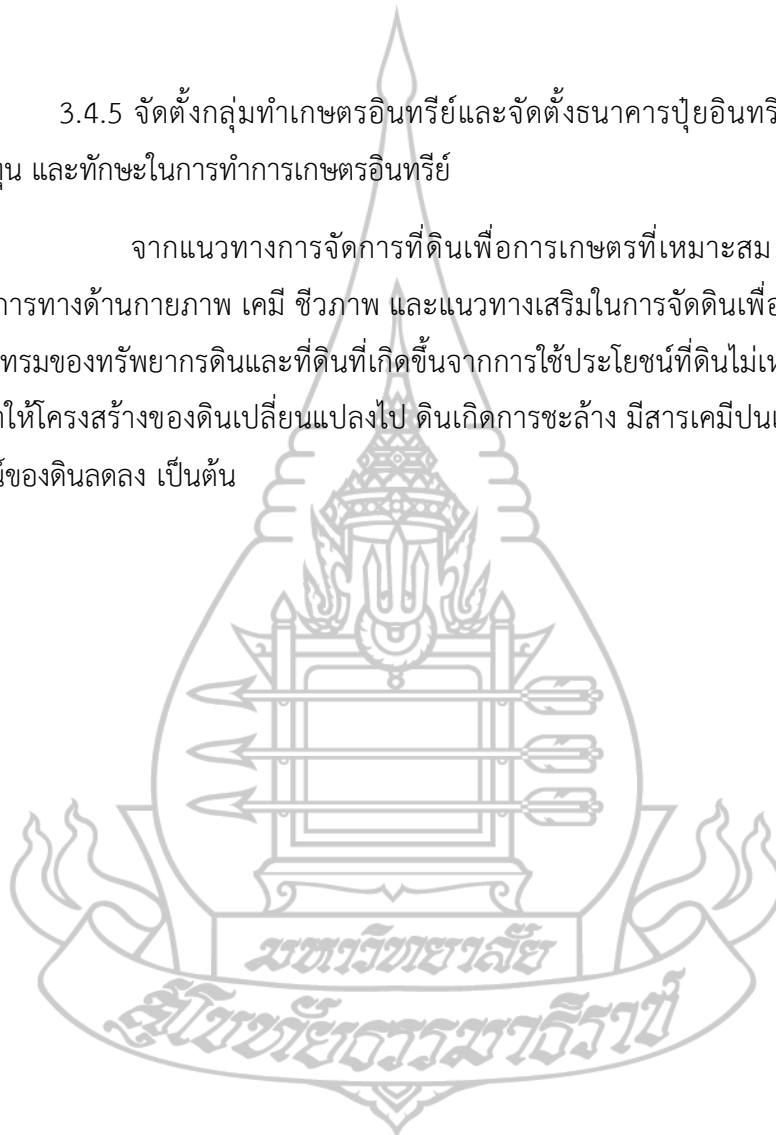 3.4.5 จัดตั้งกลุ่มทำเกษตรอินทรีย์และจัดตั้งธนาคารปุ๋ยอินทรี
ทุน และทักษะในการทำการเกษตรอินทรีย์
จากแนวทางการจัดการที่ดินเพื่อการเกษตรที่เหมาะสม
การทางด้านกายภาพ เคมี ชีวภาพ และแนวทางเสริมในการจัดดินเพื่อ
ทรมของทรัพยากรดินและที่ดินที่เกิดขึ้นจากการใช้ประโยชน์ที่ดินไม่เห
าให้โครงสร้างของดินเปลี่ยนแปลงไป ดินเกิดการชะล้าง มีสารเคมีปนเ
น์ของดินลดลง เป็นต้น
มหาวิทยาลัย
สุโขทัยธรรมาธิราช